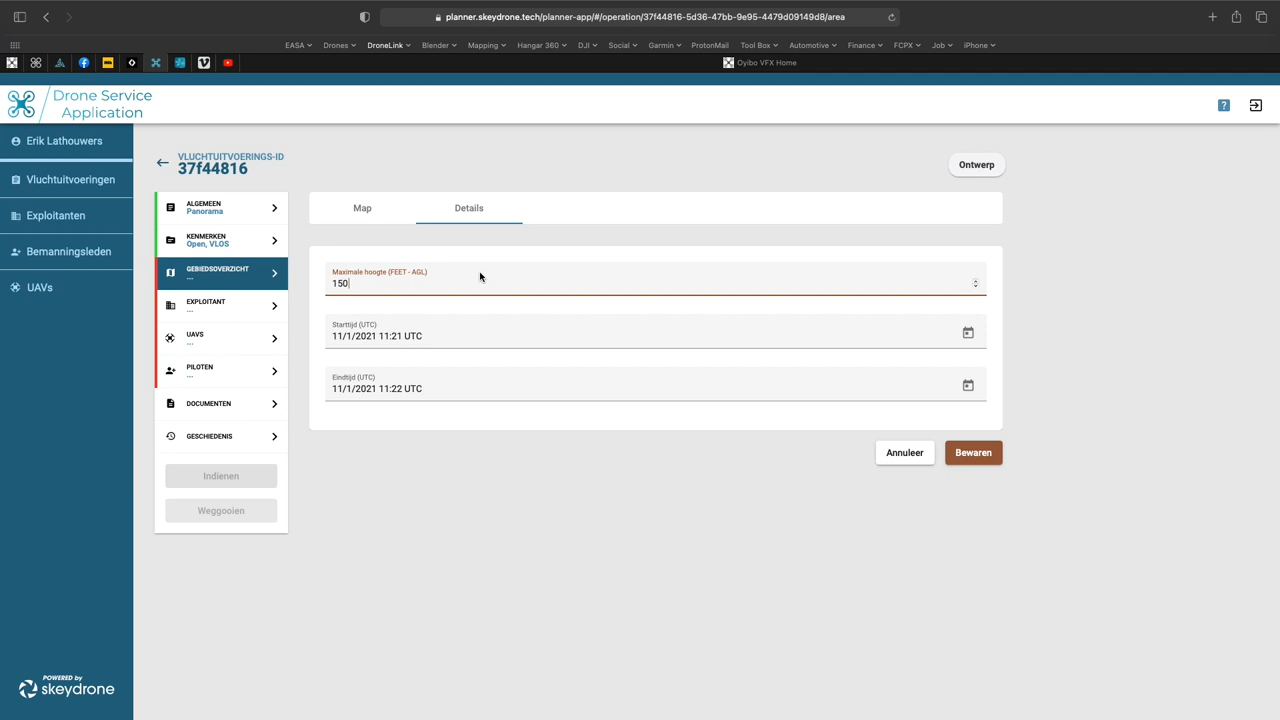 planner.skeydrone.tech/planner-app/#/operation/37f44816-5d36-47bb-9e95-4479d09149d8/area
EASA Drones DroneLink Blender Mapping Hangar 360 DJI Social Garmin ProtonMail Tool Box Automotive Finance FCPX Job iPhone
Oyibo VFX Home
Drone Service
Application
?
Erik Lathouwers
Vluchtuitvoeringen
Exploitanten
Bemanningsleden
UAVs
VLUCHTUITVOERINGS-ID
37f44816
Ontwerp
ALGEMEEN
Panorama
KENMERKEN
Open, VLOS
GEBIEDSOVERZICHT
...
EXPLOITANT
...
UAVS
...
PILOTEN
...
DOCUMENTEN
GESCHIEDENIS
Indienen
Weggooien
Map
Details
Maximale hoogte (FEET - AGL)
150
Starttijd (UTC)
11/1/2021 11:21 UTC
Eindtijd (UTC)
11/1/2021 11:22 UTC
Annuleer
Bewaren
POWERED by
skeydrone